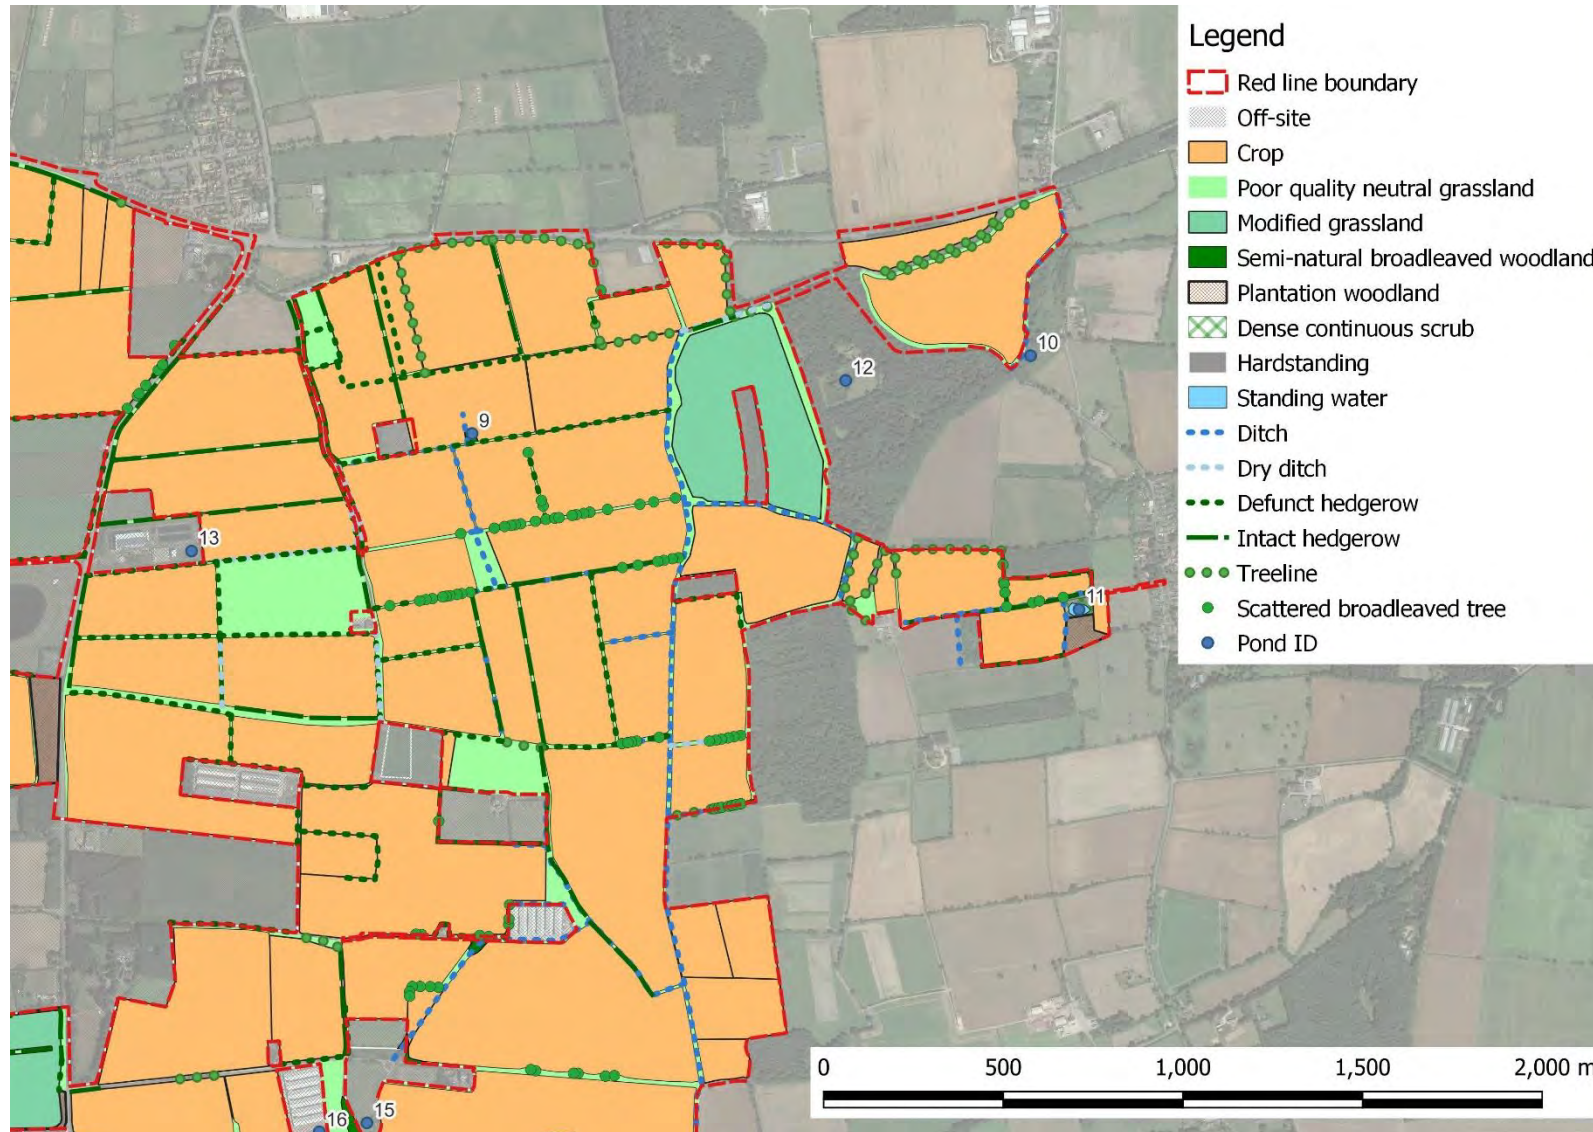 Legend
Red line boundary
Off-site
Crop
Poor quality neutral grassland
Modified grassland
Semi-natural broadleaved woodland
Plantation woodland
Dense continuous scrub
Hardstanding
Standing water
Ditch
Dry ditch
Defunct hedgerow
Intact hedgerow
Treeline
Scattered broadleaved tree
Pond ID
10
12
9
13
11
15
16
0 500 1,000 1,500 2,000 m